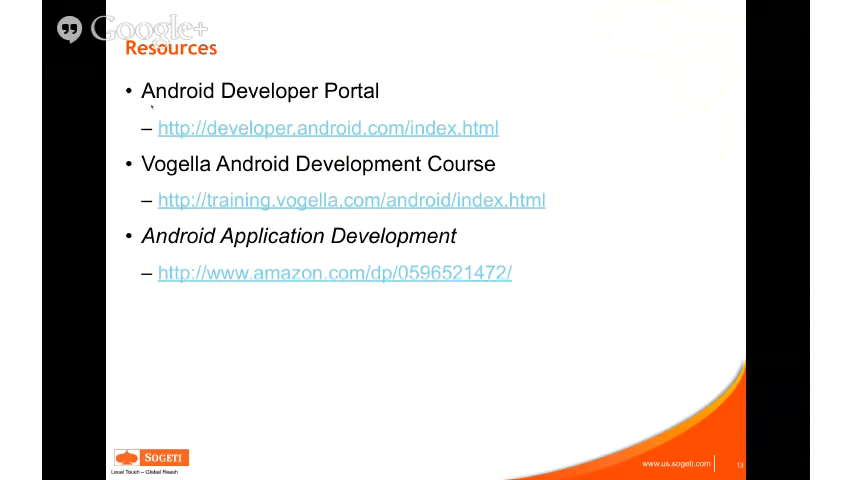 Google+
Resources
• Android Developer Portal
– http://developer.android.com/index.html
• Vogella Android Development Course
– http://training.vogella.com/android/index.html
• Android Application Development
– http://www.amazon.com/dp/0596521472/
SOGETI
Local Touch – Global Reach
www.us.sogeti.com
13